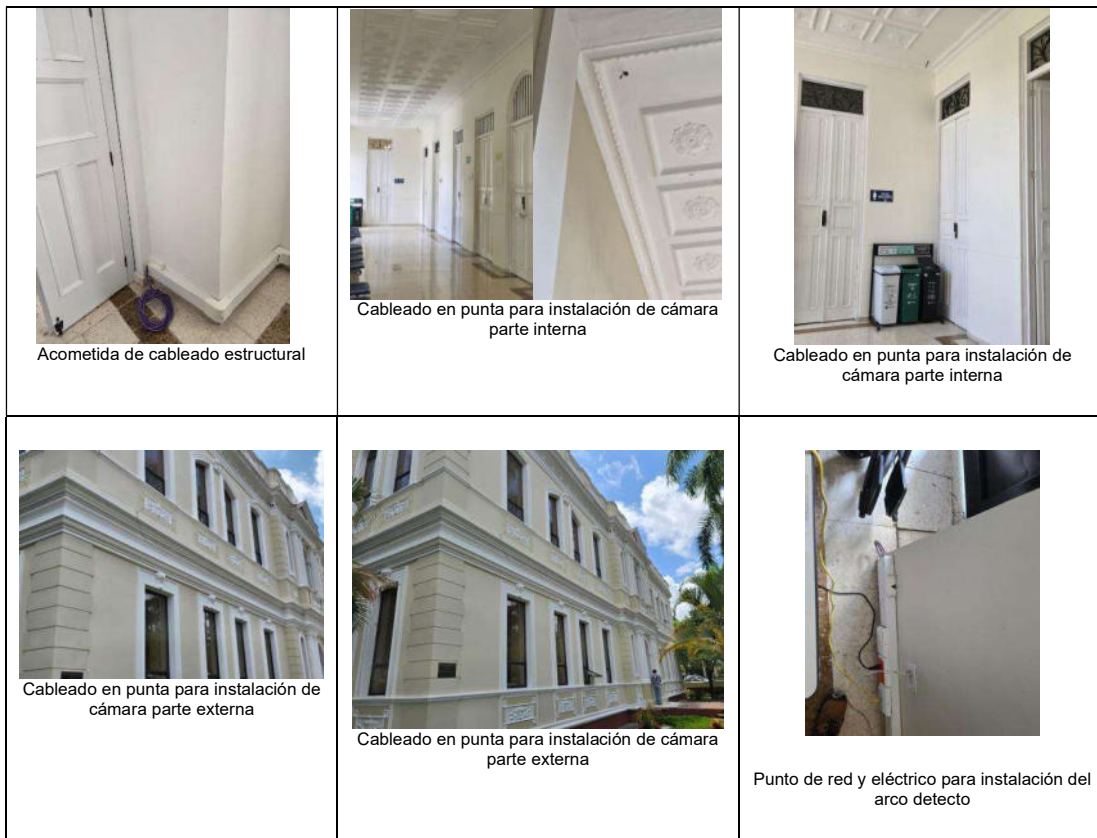 Acometida de cableado estructural
Cableado en punta para instalación de cámara
parte interna
Cableado en punta para instalación de
cámara parte interna
Cableado en punta para instalación de
cámara parte externa
Cableado en punta para instalación de cámara
parte externa
Punto de red y eléctrico para instalación del
arco detecto